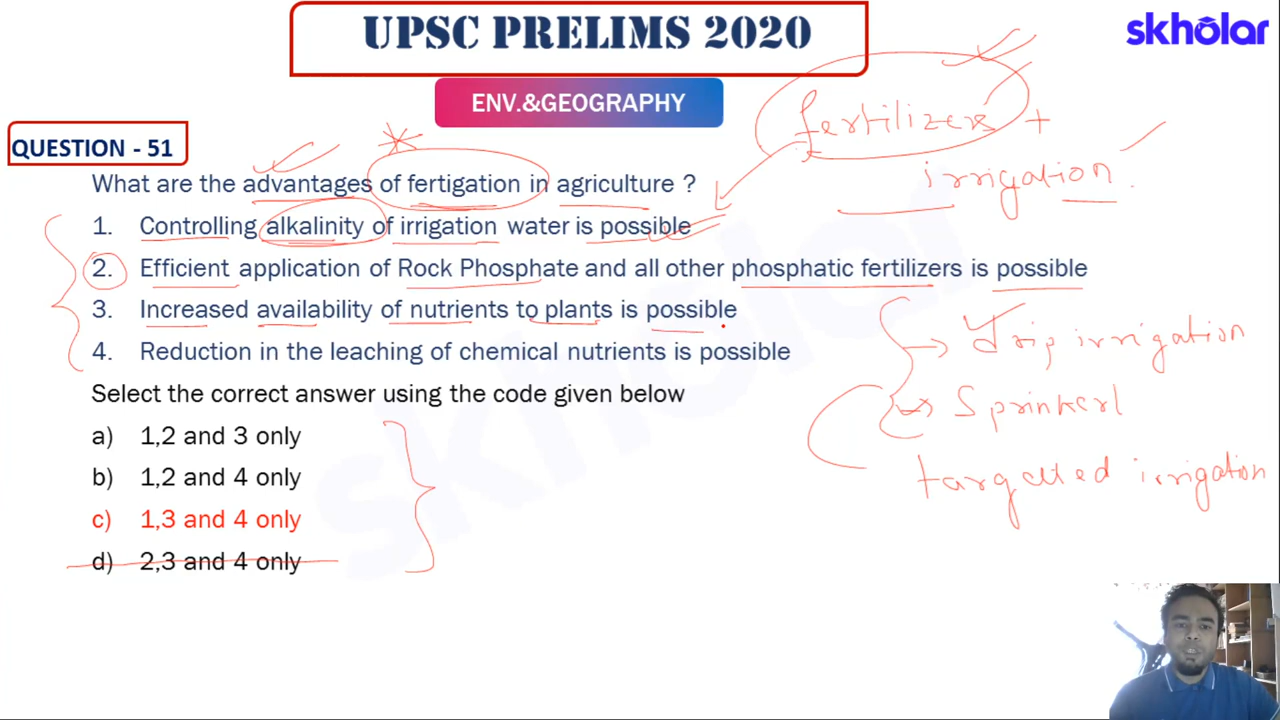 UPSC PRELIMS 2020
skholar
ENV.&GEOGRAPHY
fertilizers +
irrigation
QUESTION - 51
What are the advantages of fertigation in agriculture ?
1. Controlling alkalinity of irrigation water is possible
2. Efficient application of Rock Phosphate and all other phosphatic fertilizers is possible
3. Increased availability of nutrients to plants is possible
4. Reduction in the leaching of chemical nutrients is possible
Select the correct answer using the code given below
a) 1,2 and 3 only
b) 1,2 and 4 only
c) 1,3 and 4 only
d) 2,3 and 4 only
→ Drip irrigation
→ Sprinkerl
targetted irrigation
skholar